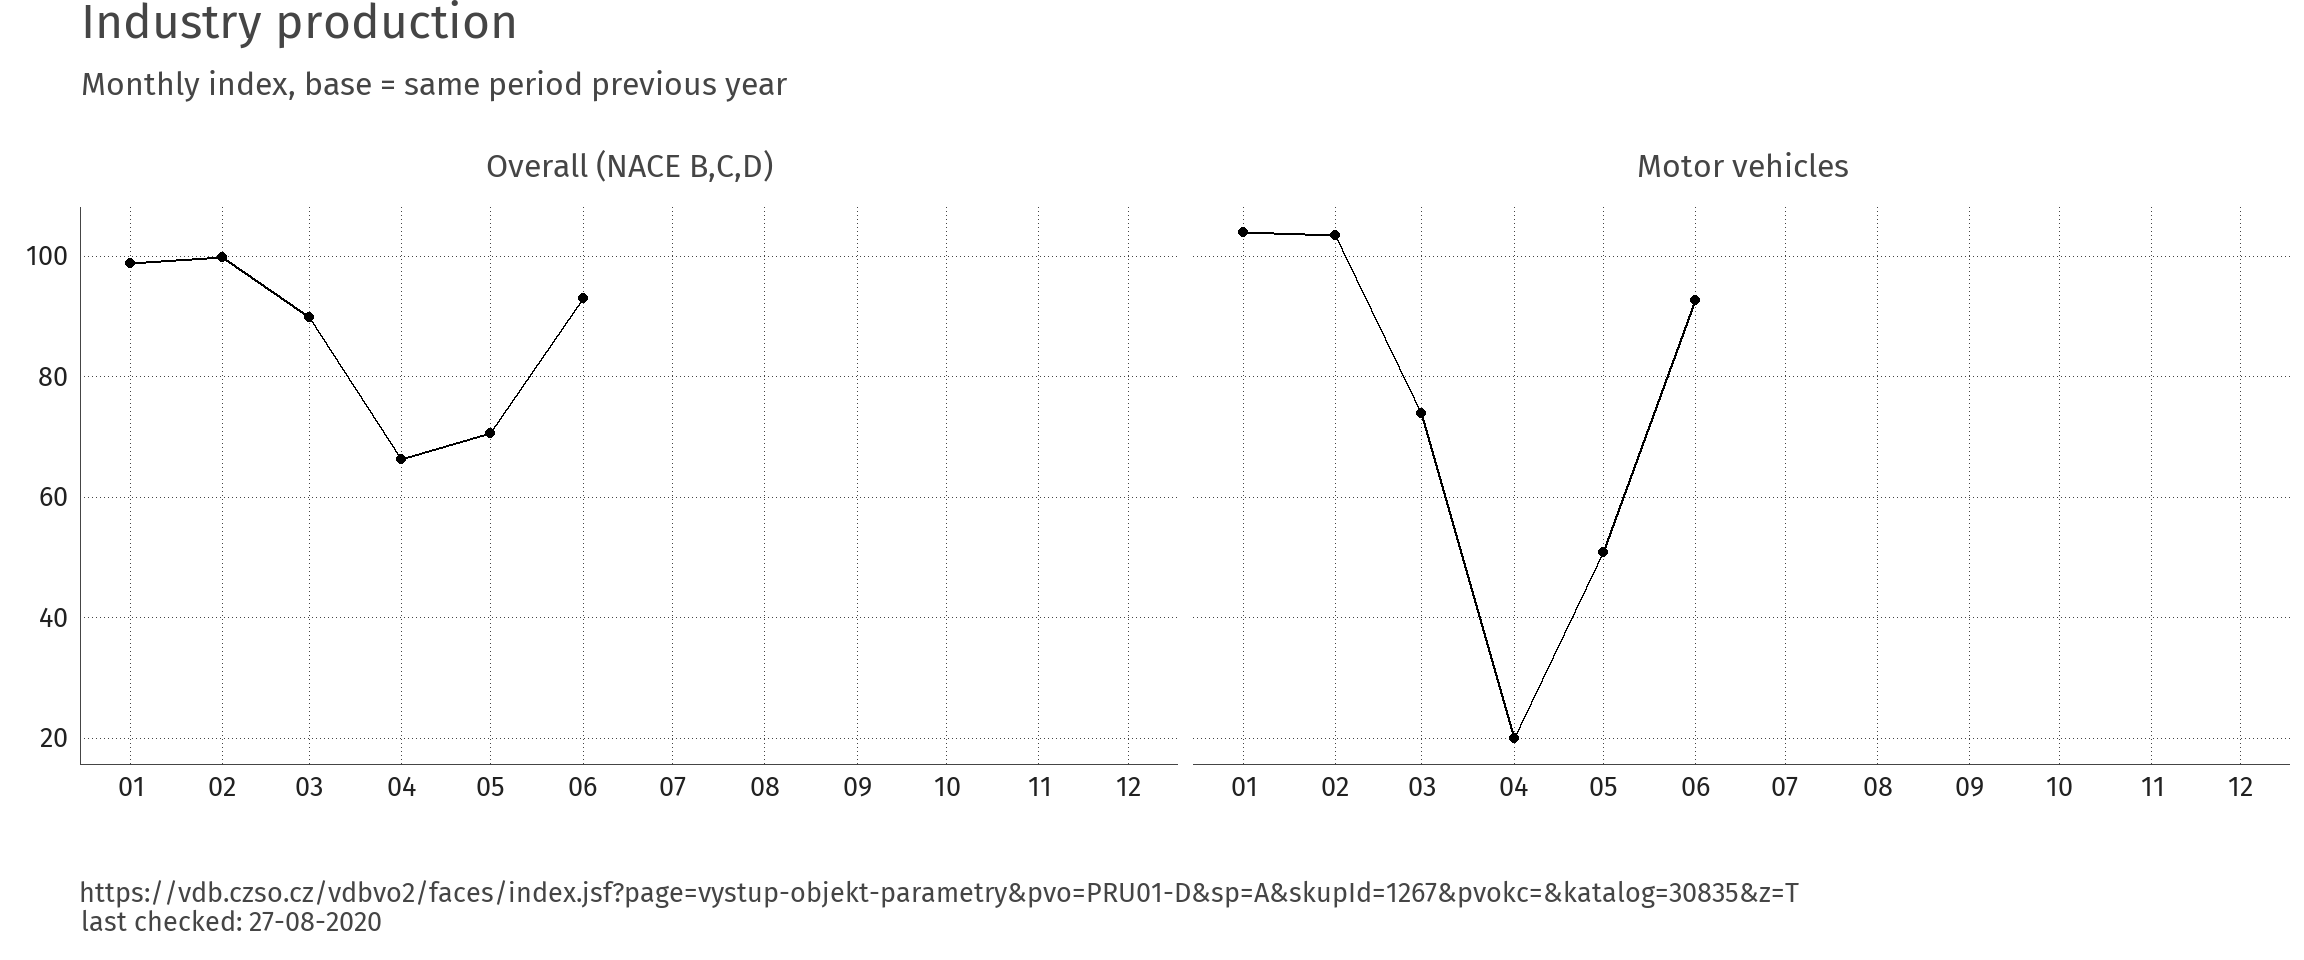 Industry production
Monthly index, base = same period previous year
Overall (NACE B,C,D)
Motor vehicles
100
80
60
40
20
01 02 03 04 05 06 07 08 09 10 11 12
01 02 03 04 05 06 07 08 09 10 11 12
https://vdb.czso.cz/vdbvo2/faces/index.jsf?page=vystup-objekt-parametry&pvo=PRU01-D&sp=A&skupId=1267&pvokc=&katalog=30835&z=T
last checked: 27-08-2020